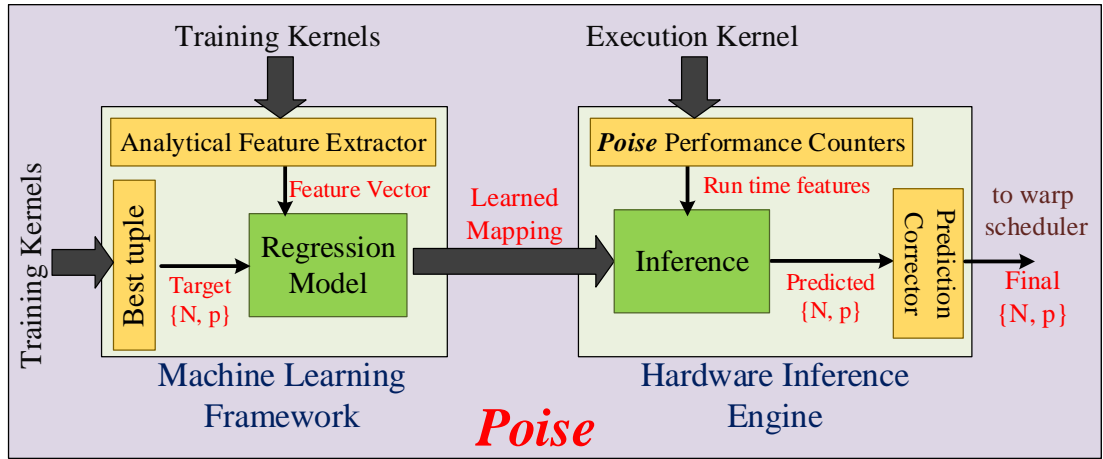 Training Kernels
Execution Kernel
Analytical Feature Extractor
Poise Performance Counters
Feature Vector
Run time features
Training Kernels
Best tuple
Target
{N, p}
Regression
Model
Learned
Mapping
Inference
Predicted
{N, p}
Prediction
Corrector
to warp
scheduler
Final
{N, p}
Machine Learning
Framework
Hardware Inference
Engine
Poise